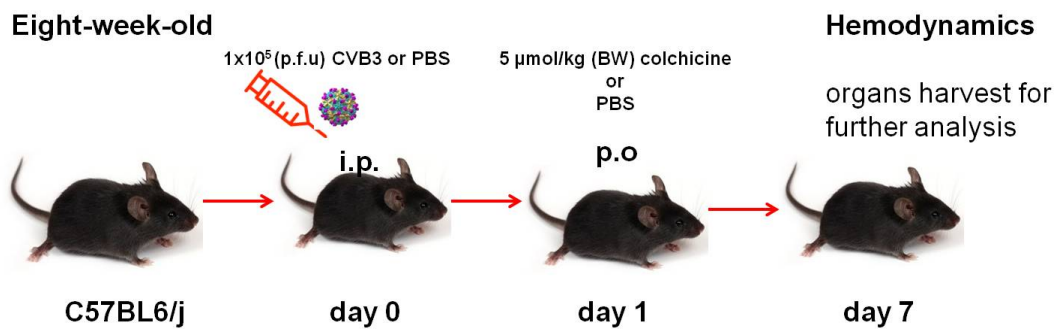 Eight-week-old
1x10⁵ (p.f.u) CVB3 or PBS
5 µmol/kg (BW) colchicine
or
PBS
Hemodynamics
organs harvest for
further analysis
i.p.
p.o
C57BL6/j
day 0
day 1
day 7